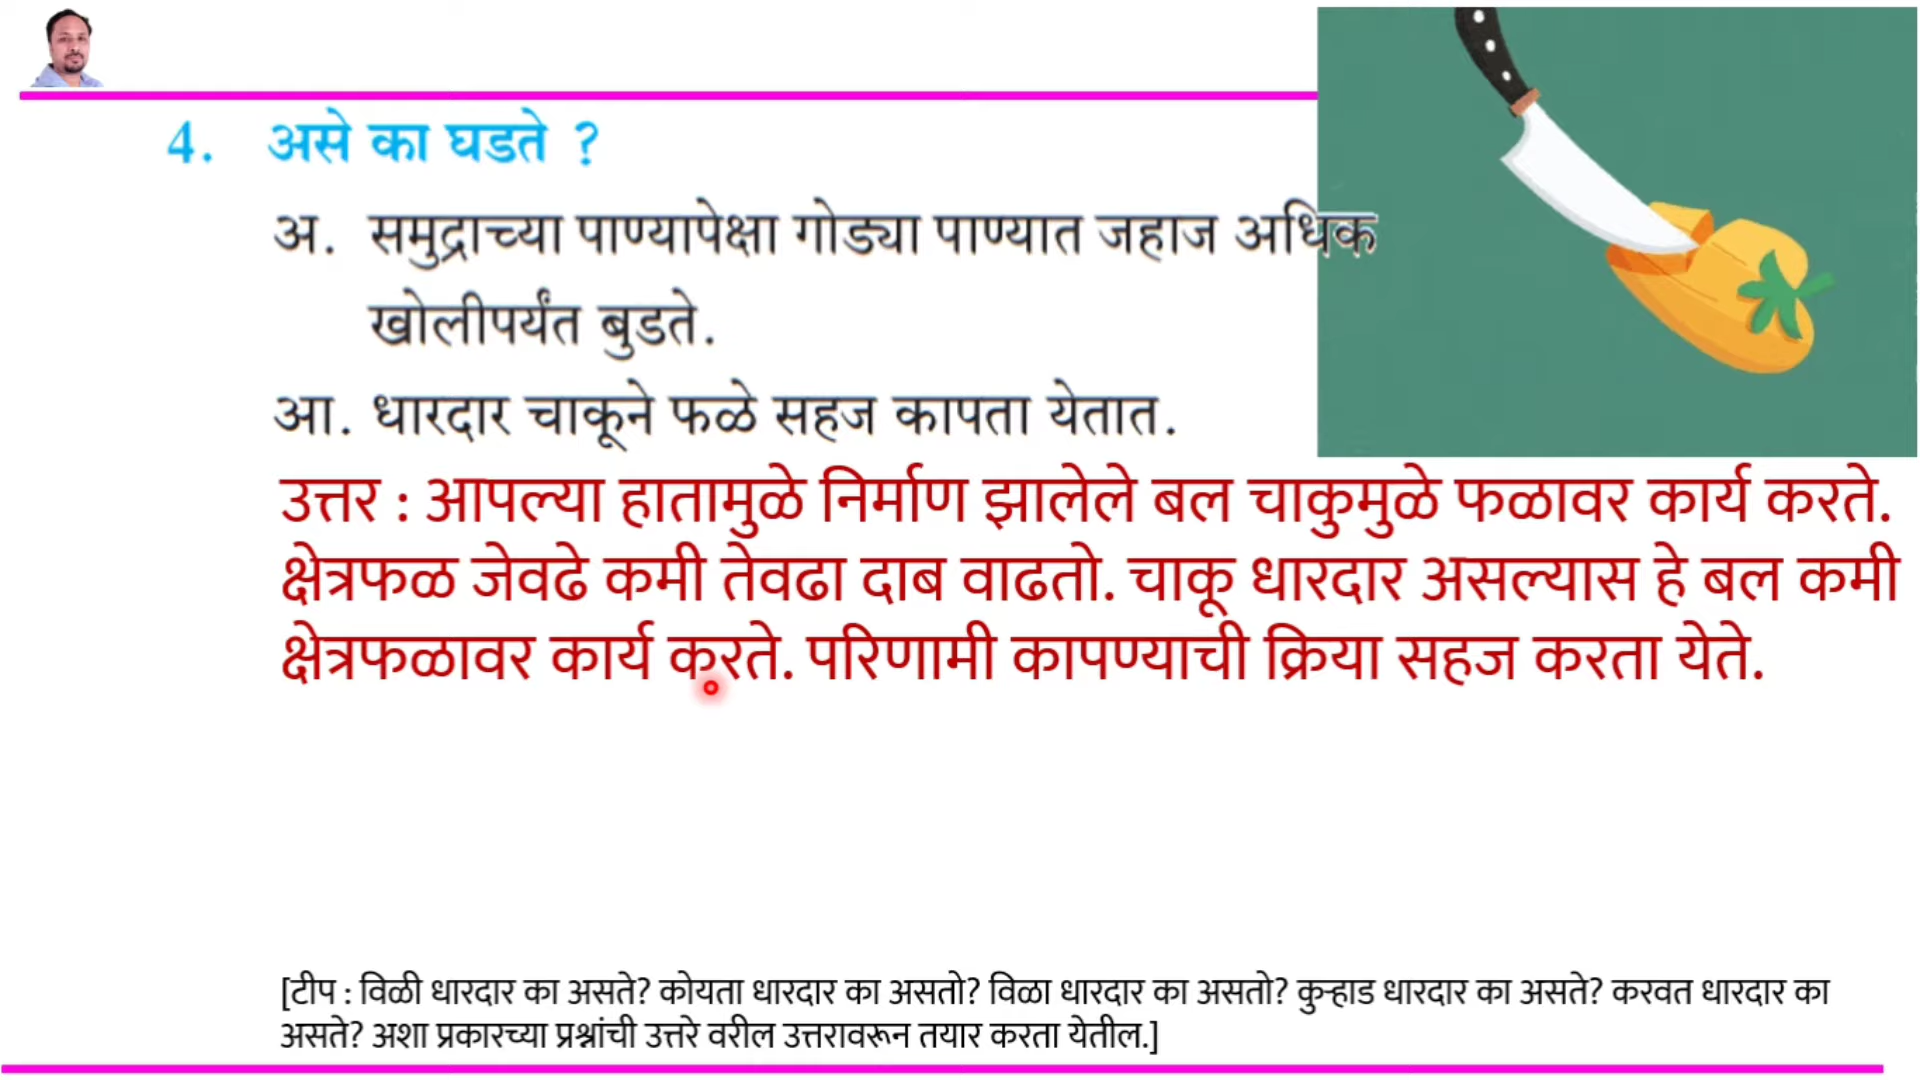 4. असे का घडते ?
अ. समुद्राच्या पाण्यापेक्षा गोड्या पाण्यात जहाज अधिक
खोलीपर्यंत बुडते.
आ. धारदार चाकूने फळे सहज कापता येतात.
उत्तर : आपल्या हातामुळे निर्माण झालेले बल चाकुमुळे फळावर कार्य करते.
क्षेत्रफळ जेवढे कमी तेवढा दाब वाढतो. चाकू धारदार असल्यास हे बल कमी
क्षेत्रफळावर कार्य करते. परिणामी कापण्याची क्रिया सहज करता येते.
[टीप : विळी धारदार का असते? कोयता धारदार का असतो? विळा धारदार का असतो? कुऱ्हाड धारदार का असते? करवत धारदार का
असते? अशा प्रकारच्या प्रश्नांची उत्तरे वरील उत्तरावरून तयार करता येतील.]